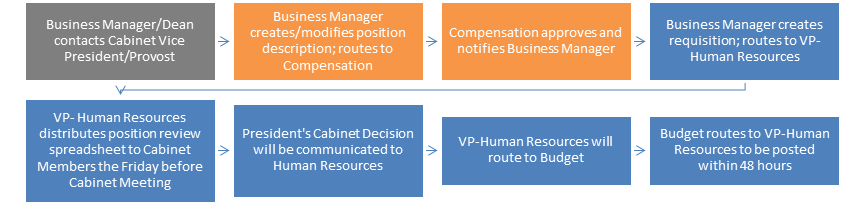 Business Manager/Dean
contacts Cabinet Vice
President/Provost
Business Manager
creates/modifies position
description; routes to
Compensation
Compensation approves and
notifies Business Manager
Business Manager creates
requisition; routes to VP-
Human Resources
VP- Human Resources
distributes position review
spreadsheet to Cabinet
Members the Friday before
Cabinet Meeting
President's Cabinet Decision
will be communicated to
Human Resources
VP-Human Resources will
route to Budget
Budget routes to VP-Human
Resources to be posted
within 48 hours